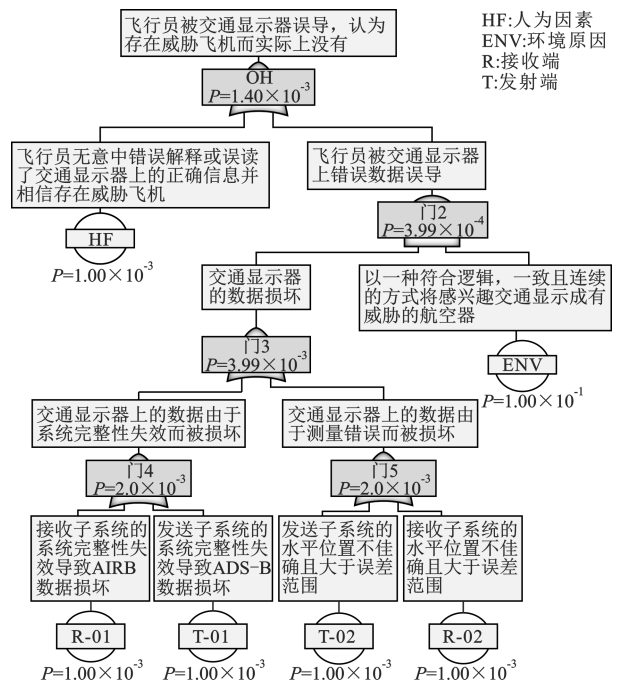 飞行员被交通显示器误导，认为
存在威胁飞机而实际上没有
HF:人为因素
ENV:环境原因
R:接收端
T:发射端
OH
P=1.40×10⁻³
飞行员无意中错误解释或误读
了交通显示器上的正确信息并
相信存在威胁飞机
飞行员被交通显示器
上错误数据误导
门2
P=3.99×10⁻⁴
HF
P=1.00×10⁻³
交通显示器
的数据损坏
以一种符合逻辑，一致且连续
的方式将感兴趣交通显示成有
威胁的航空器
门3
P=3.99×10⁻³
ENV
P=1.00×10⁻¹
交通显示器上的数据由于
系统完整性失效而被损坏
交通显示器上的数据由
于测量错误而被损坏
门4
P=2.0×10⁻³
门5
P=2.0×10⁻³
接收子系统的
系统完整性失
效导致AIRB
数据损坏
发送子系统的
系统完整性失
效导致ADS-B
数据损坏
发送子系统的
水平位置不佳
确且大于误差
范围
接收子系统的
水平位置不佳
确且大于误差
范围
R-01
T-01
T-02
R-02
P=1.00×10⁻³
P=1.00×10⁻³
P=1.00×10⁻³
P=1.00×10⁻³